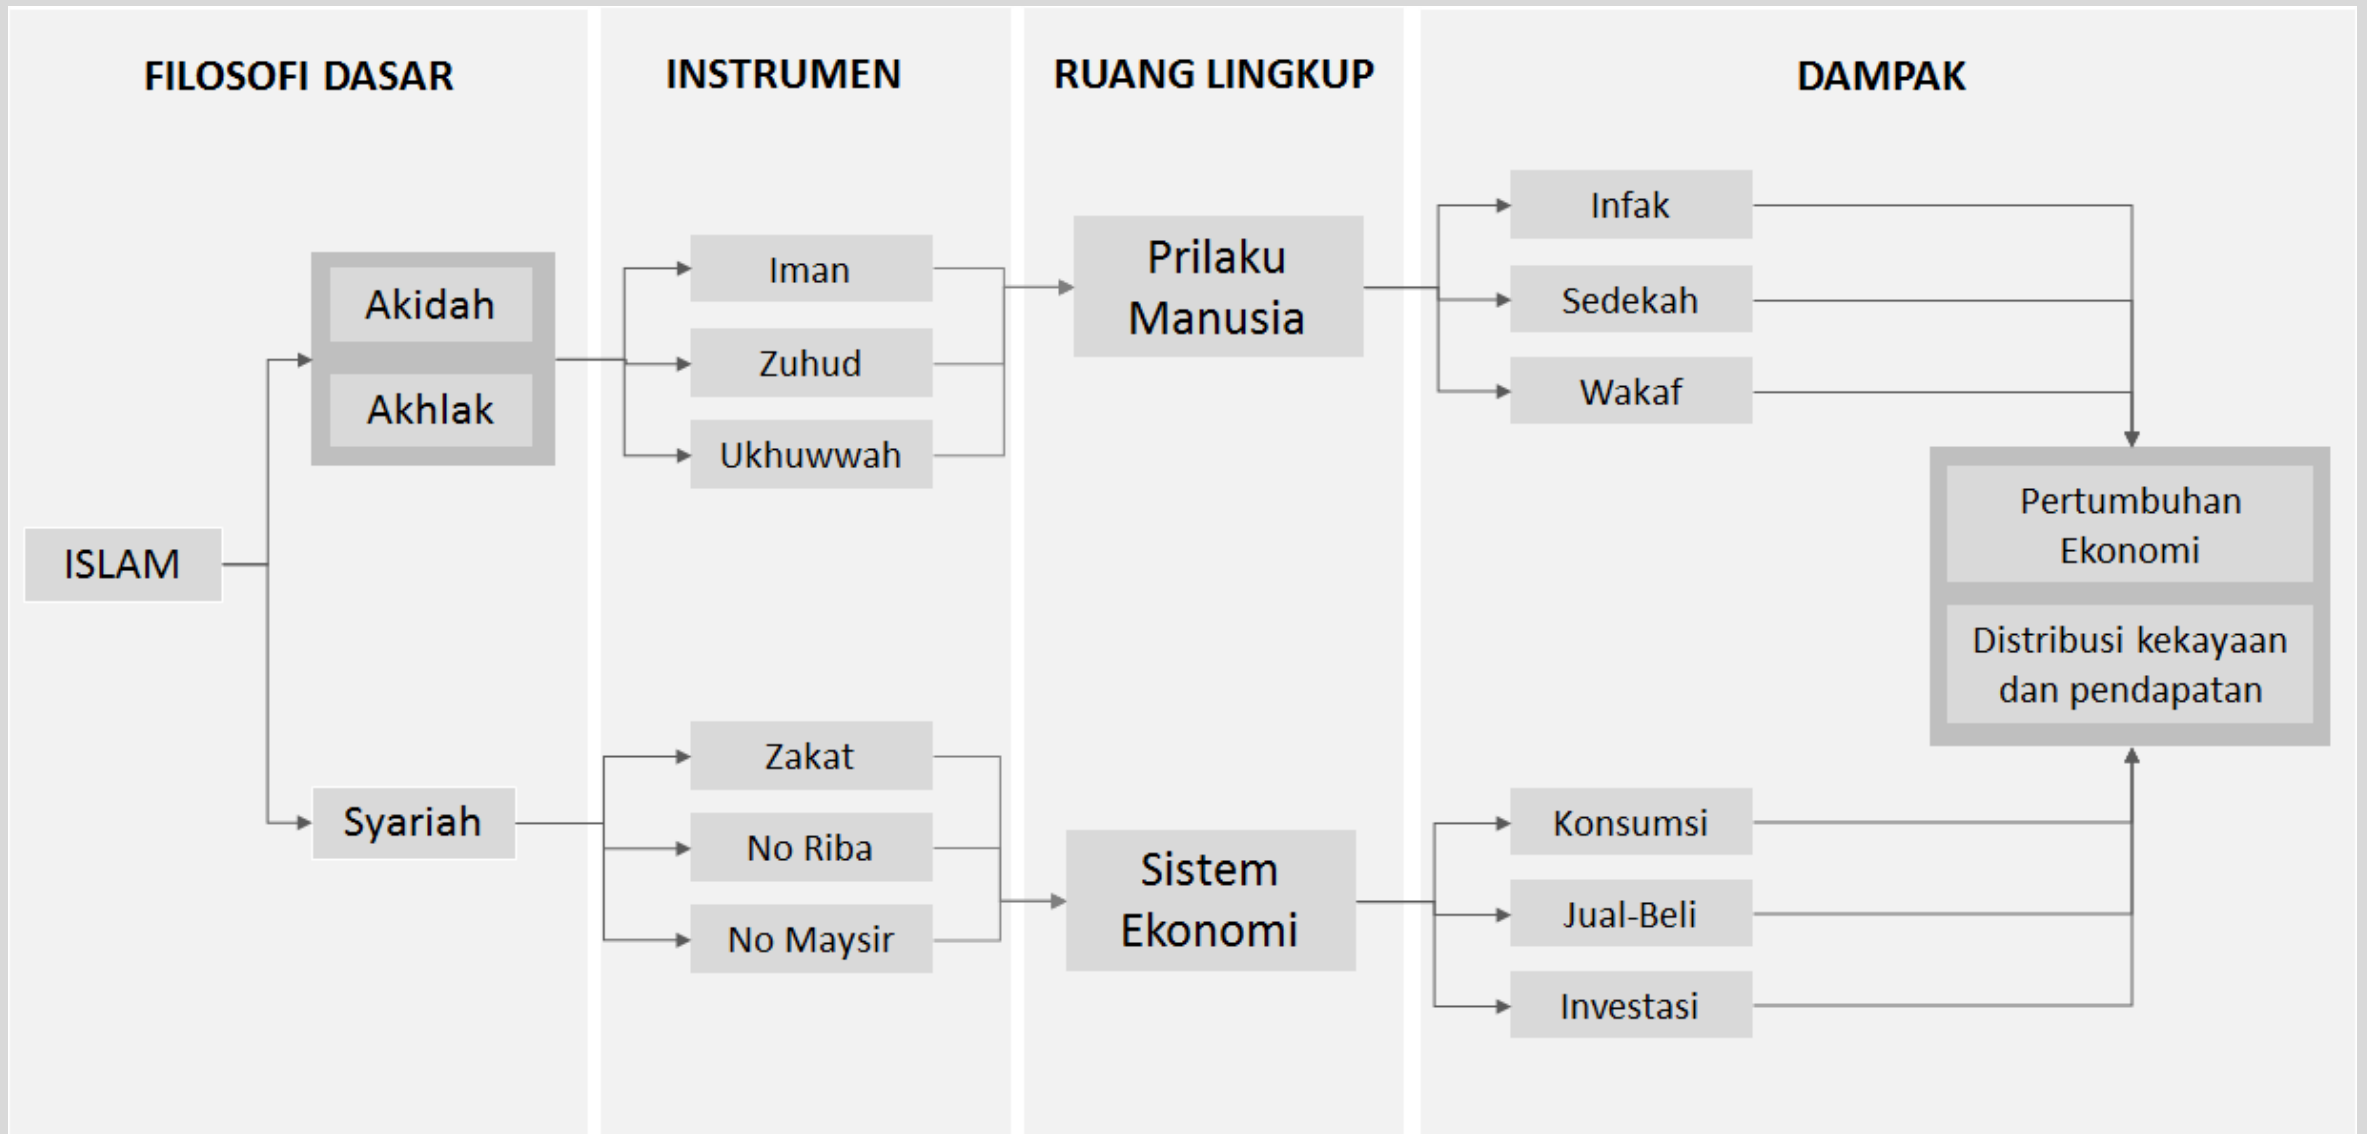 FILOSOFI DASAR
INSTRUMEN
RUANG LINGKUP
DAMPAK
ISLAM
Akidah
Akhlak
Syariah
Iman
Zuhud
Ukhuwwah
Zakat
No Riba
No Maysir
Prilaku
Manusia
Sistem
Ekonomi
Infak
Sedekah
Wakaf
Konsumsi
Jual-Beli
Investasi
Pertumbuhan
Ekonomi
Distribusi kekayaan
dan pendapatan